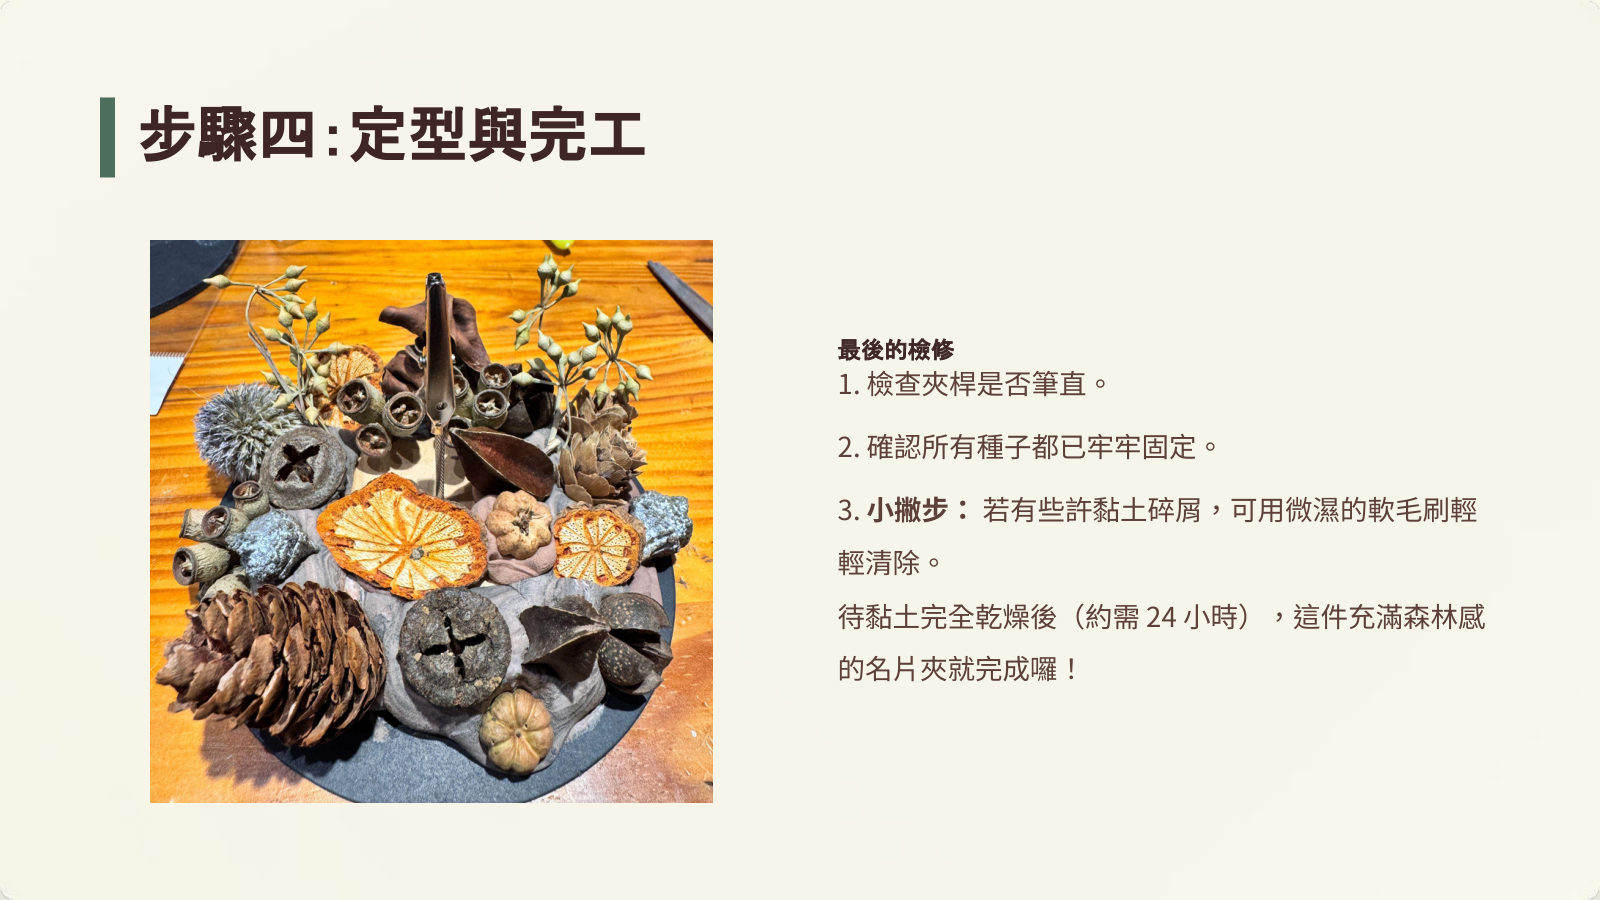 步驟四：定型與完工
最後的檢修
1. 檢查夾桿是否筆直。
2. 確認所有種子都已牢牢固定。
3. 小撇步： 若有些許黏土碎屑，可用微濕的軟毛刷輕
輕清除。
待黏土完全乾燥後（約需 24 小時），這件充滿森林感
的名片夾就完成囉！